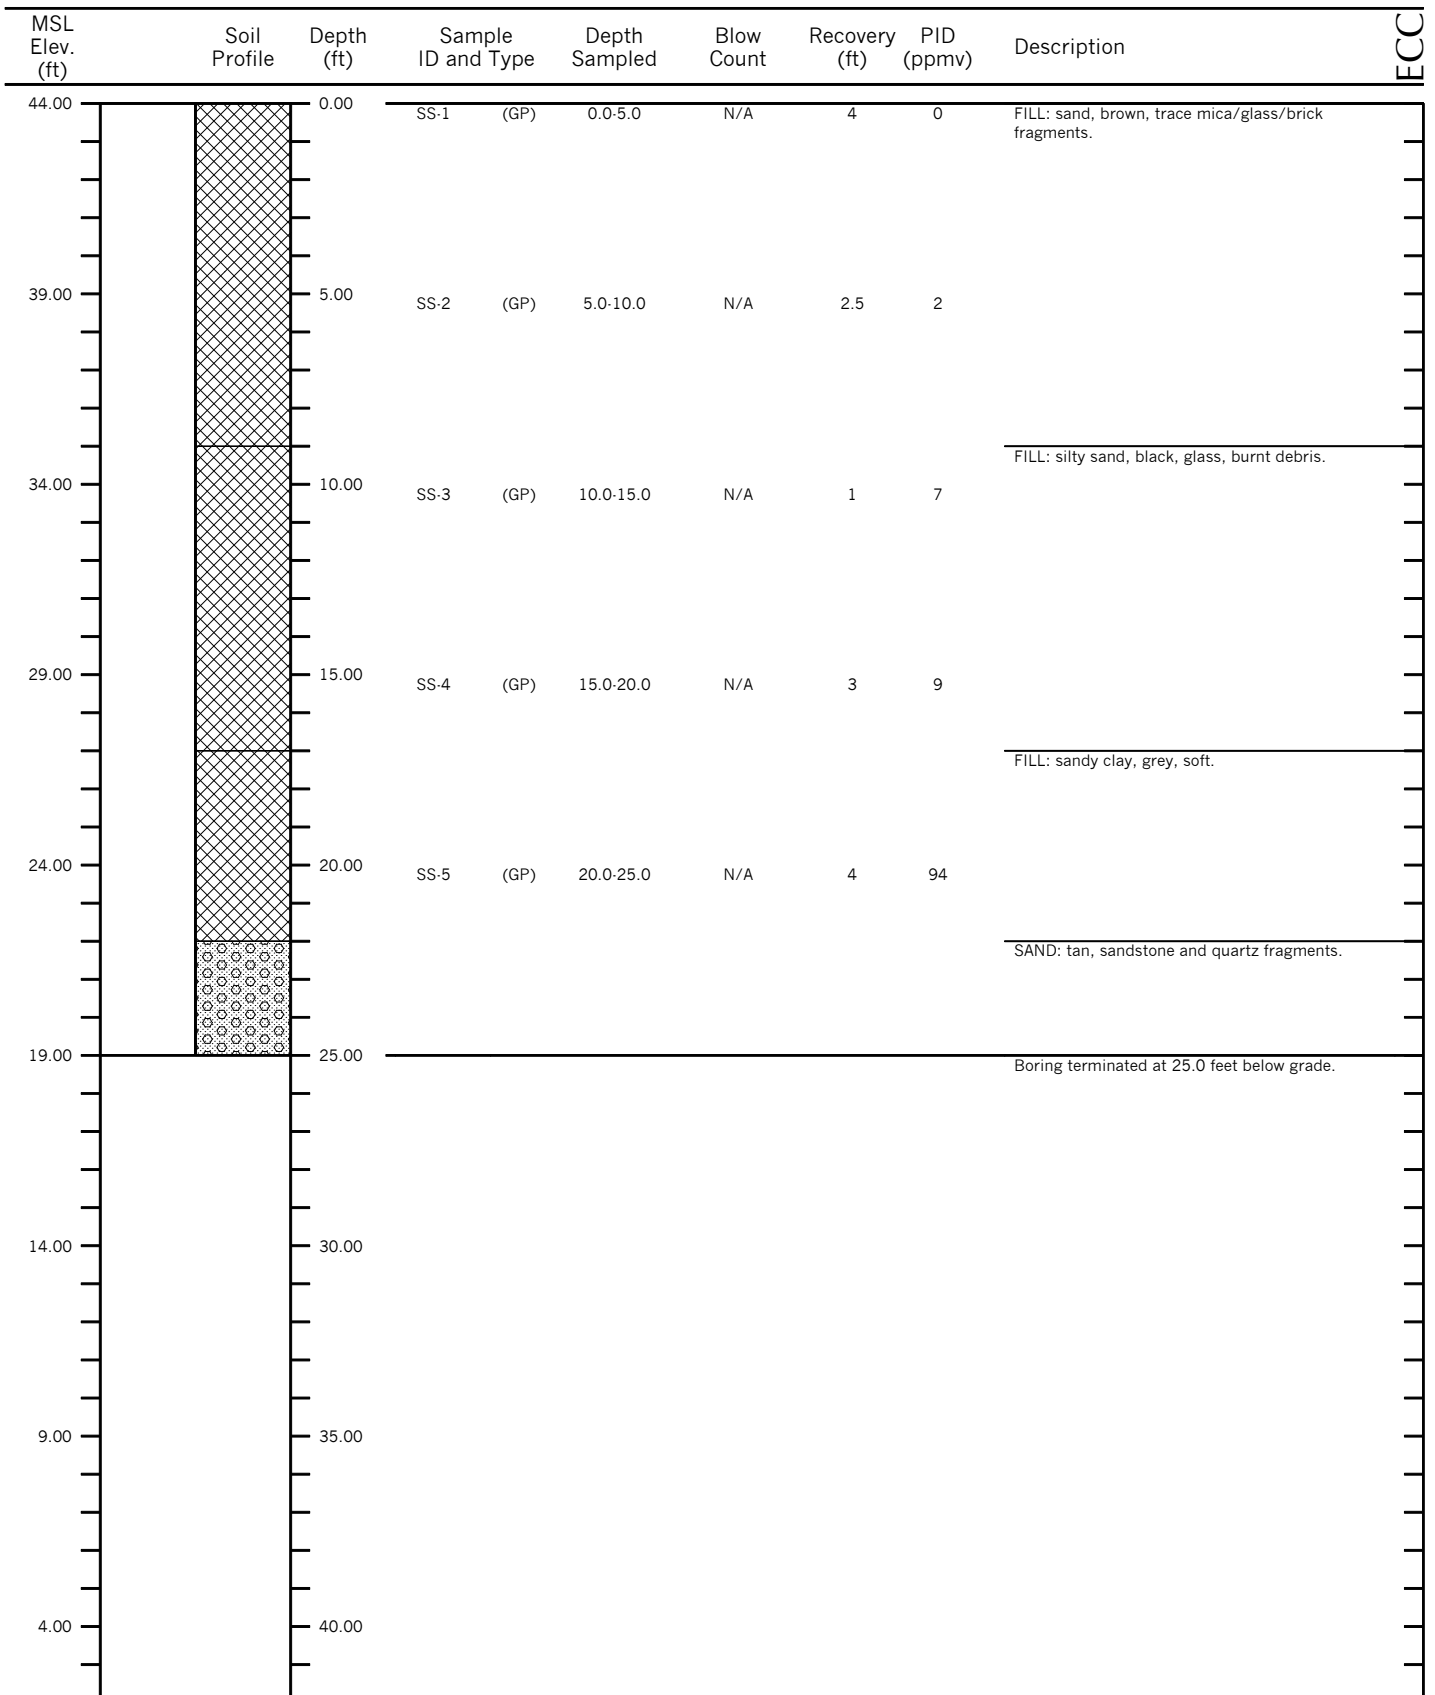 MSL
Elev.
(ft)
Soil
Profile
Depth
(ft)
Sample
ID and Type
Depth
Sampled
Blow
Count
Recovery
(ft)
PID
(ppmv)
Description
ECC
44.00 0.00 SS-1 (GP) 0.0-5.0 N/A 4 0 FILL: sand, brown, trace mica/glass/brick
fragments.
39.00 5.00 SS-2 (GP) 5.0-10.0 N/A 2.5 2
FILL: silty sand, black, glass, burnt debris.
34.00 10.00 SS-3 (GP) 10.0-15.0 N/A 1 7
29.00 15.00 SS-4 (GP) 15.0-20.0 N/A 3 9
FILL: sandy clay, grey, soft.
24.00 20.00 SS-5 (GP) 20.0-25.0 N/A 4 94
SAND: tan, sandstone and quartz fragments.
19.00 25.00
Boring terminated at 25.0 feet below grade.
14.00 30.00
9.00 35.00
4.00 40.00